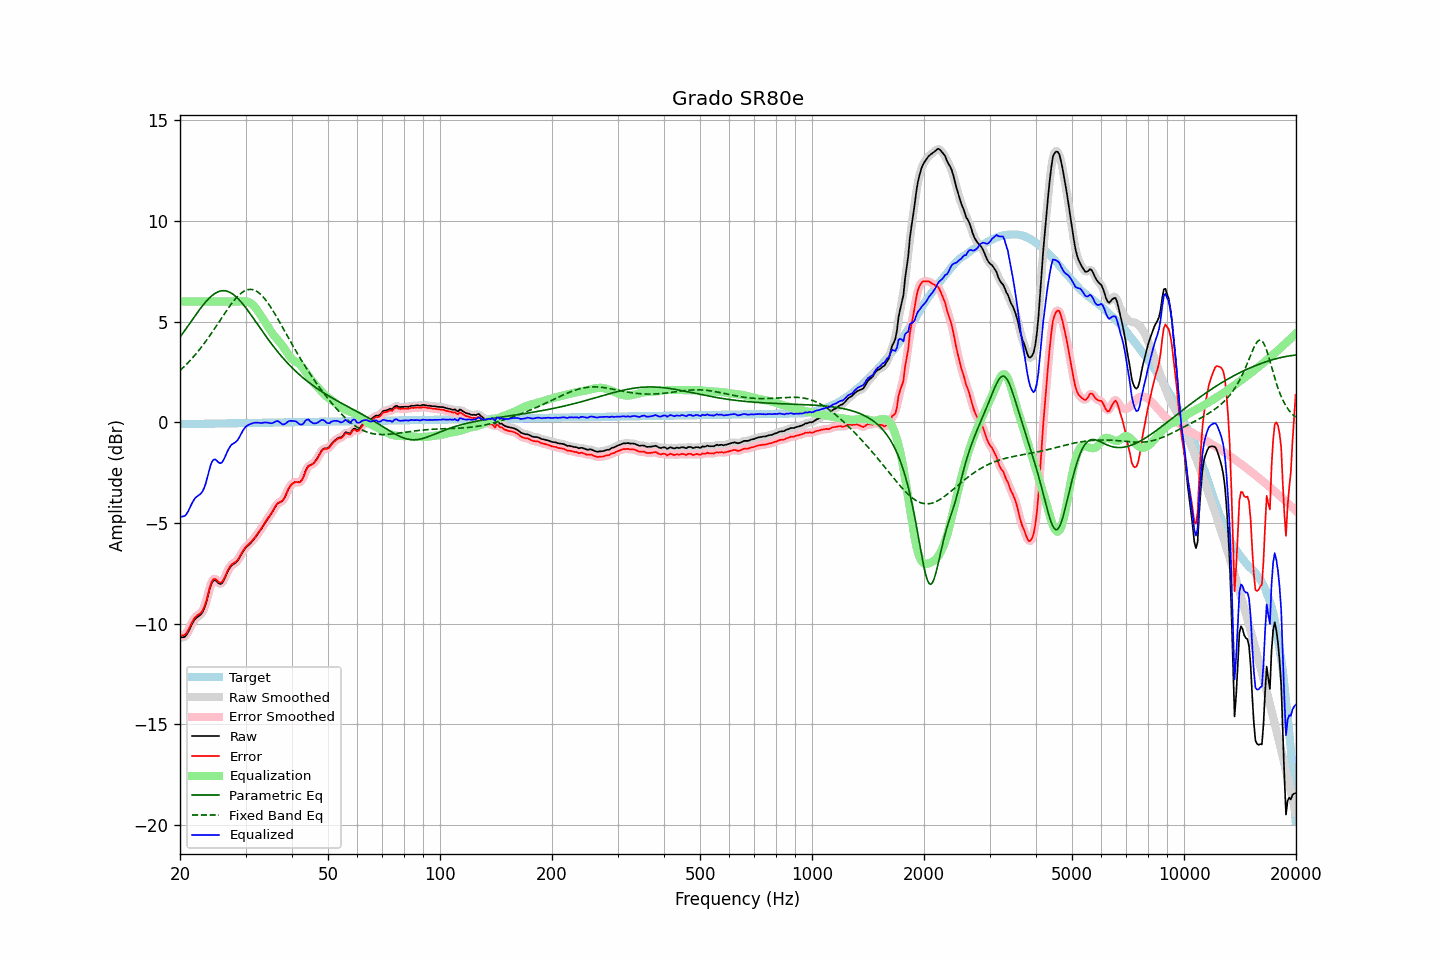 Grado SR80e
15
10
5
0
−5
−10
−15
−20
Amplitude (dBr)
Target
Raw Smoothed
Error Smoothed
Raw
Error
Equalization
Parametric Eq
Fixed Band Eq
Equalized
20 50 100 200 500 1000 2000 5000 10000 20000
Frequency (Hz)